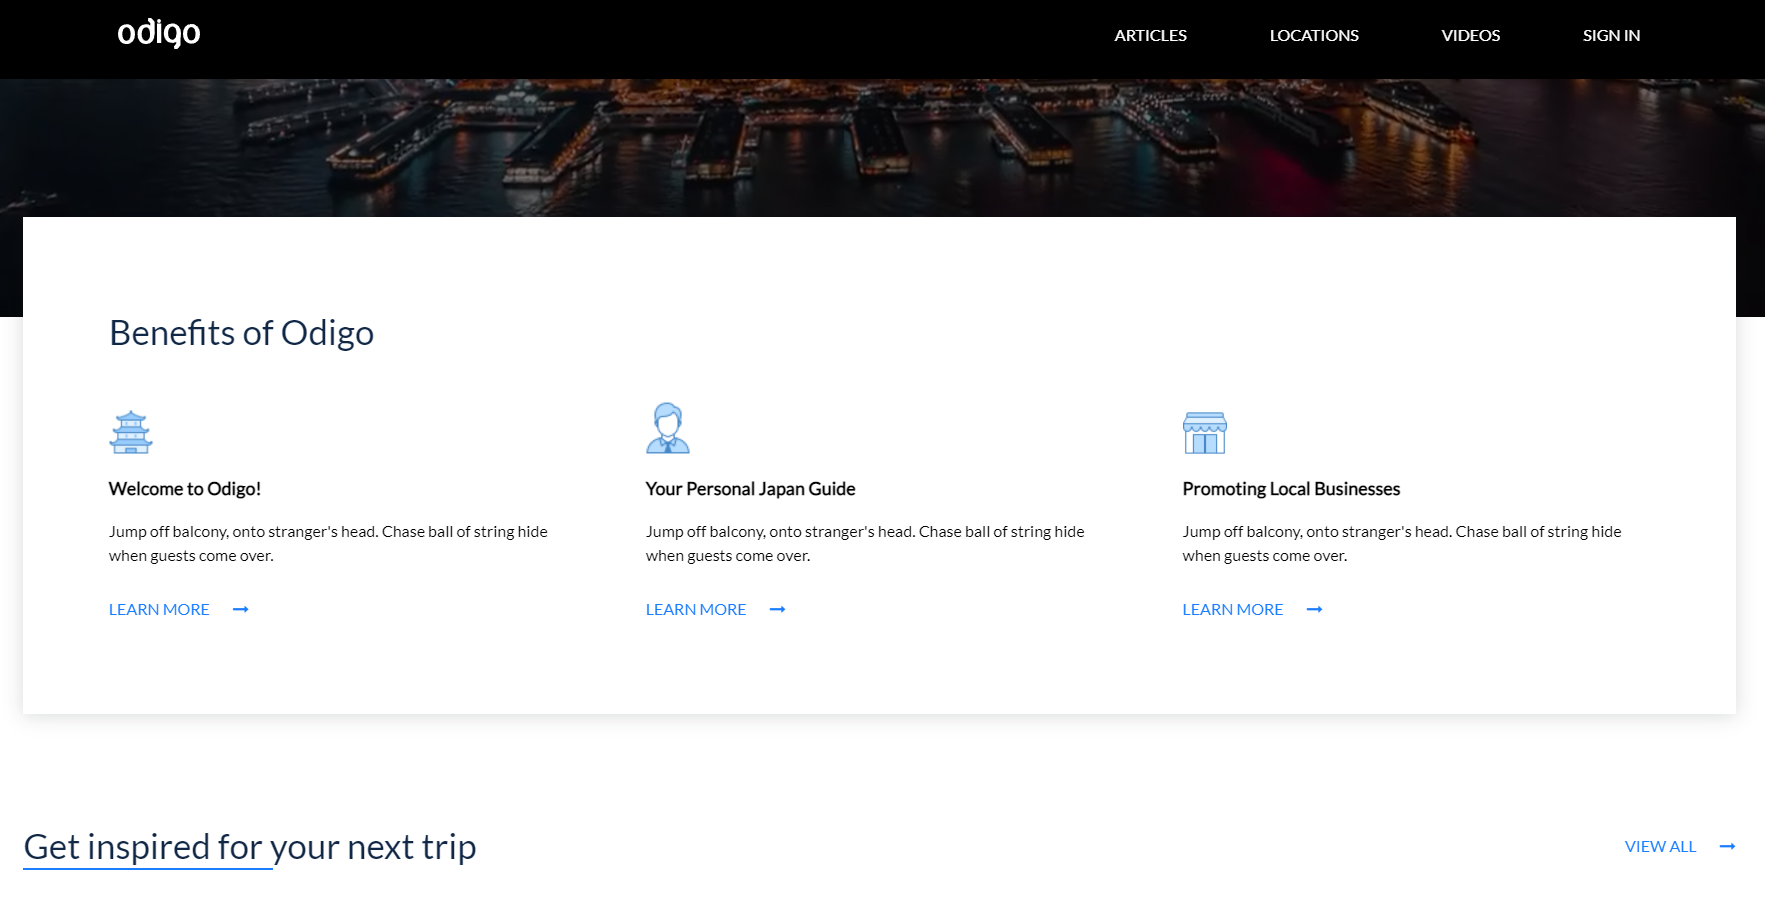 odigo
ARTICLES LOCATIONS VIDEOS SIGN IN
Benefits of Odigo
Welcome to Odigo!
Jump off balcony, onto stranger's head. Chase ball of string hide
when guests come over.
LEARN MORE
Your Personal Japan Guide
Jump off balcony, onto stranger's head. Chase ball of string hide
when guests come over.
LEARN MORE
Promoting Local Businesses
Jump off balcony, onto stranger's head. Chase ball of string hide
when guests come over.
LEARN MORE
Get inspired for your next trip
VIEW ALL